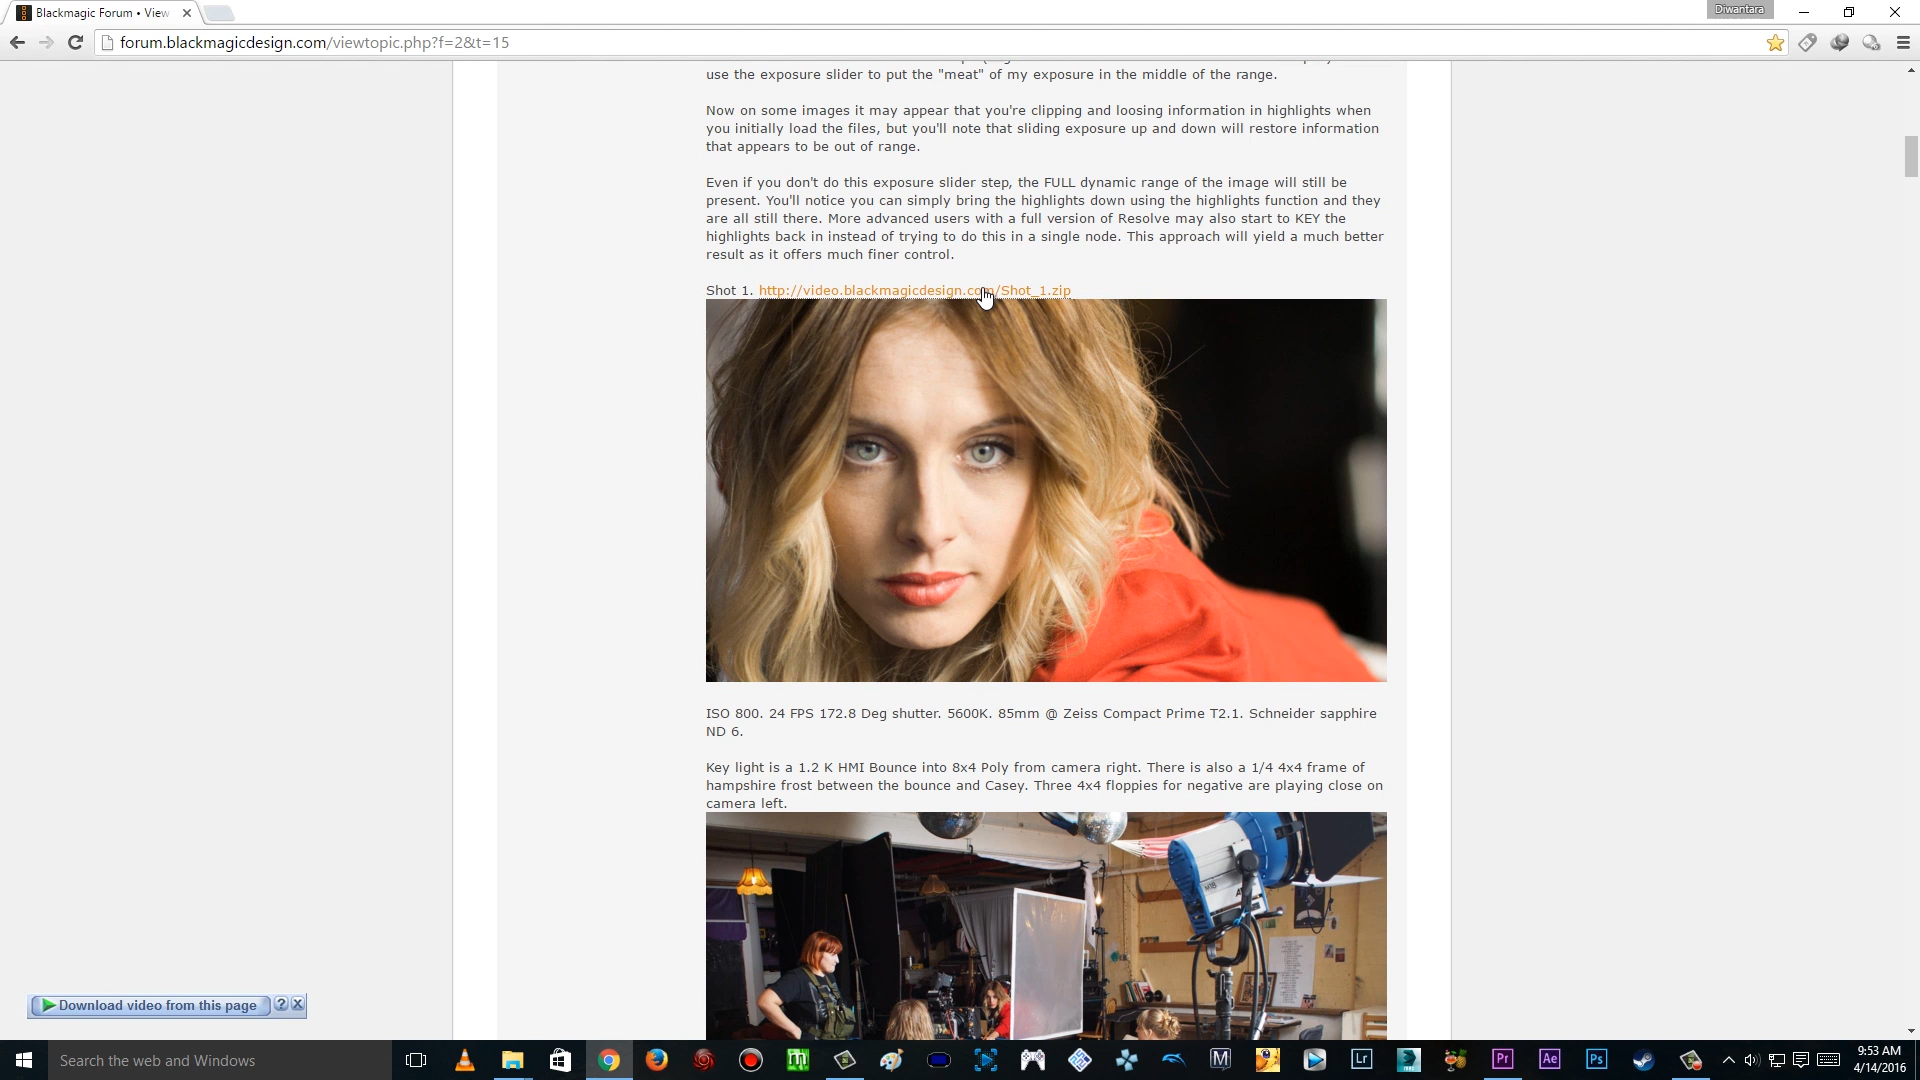 Blackmagic Forum • View
Diwantara
forum.blackmagicdesign.com/viewtopic.php?f=2&t=15
use the exposure slider to put the "meat" of my exposure in the middle of the range.
Now on some images it may appear that you're clipping and loosing information in highlights when
you initially load the files, but you'll note that sliding exposure up and down will restore information
that appears to be out of range.
Even if you don't do this exposure slider step, the FULL dynamic range of the image will still be
present. You'll notice you can simply bring the highlights down using the highlights function and they
are all still there. More advanced users with a full version of Resolve may also start to KEY the
highlights back in instead of trying to do this in a single node. This approach will yield a much better
result as it offers much finer control.
Shot 1. http://video.blackmagicdesign.com/Shot_1.zip
ISO 800. 24 FPS 172.8 Deg shutter. 5600K. 85mm @ Zeiss Compact Prime T2.1. Schneider sapphire
ND 6.
Key light is a 1.2 K HMI Bounce into 8x4 Poly from camera right. There is also a 1/4 4x4 frame of
hampshire frost between the bounce and Casey. Three 4x4 floppies for negative are playing close on
camera left.
M18
Download video from this page
Search the web and Windows
Lr
Pr
Ae
Ps
9:53 AM
4/14/2016